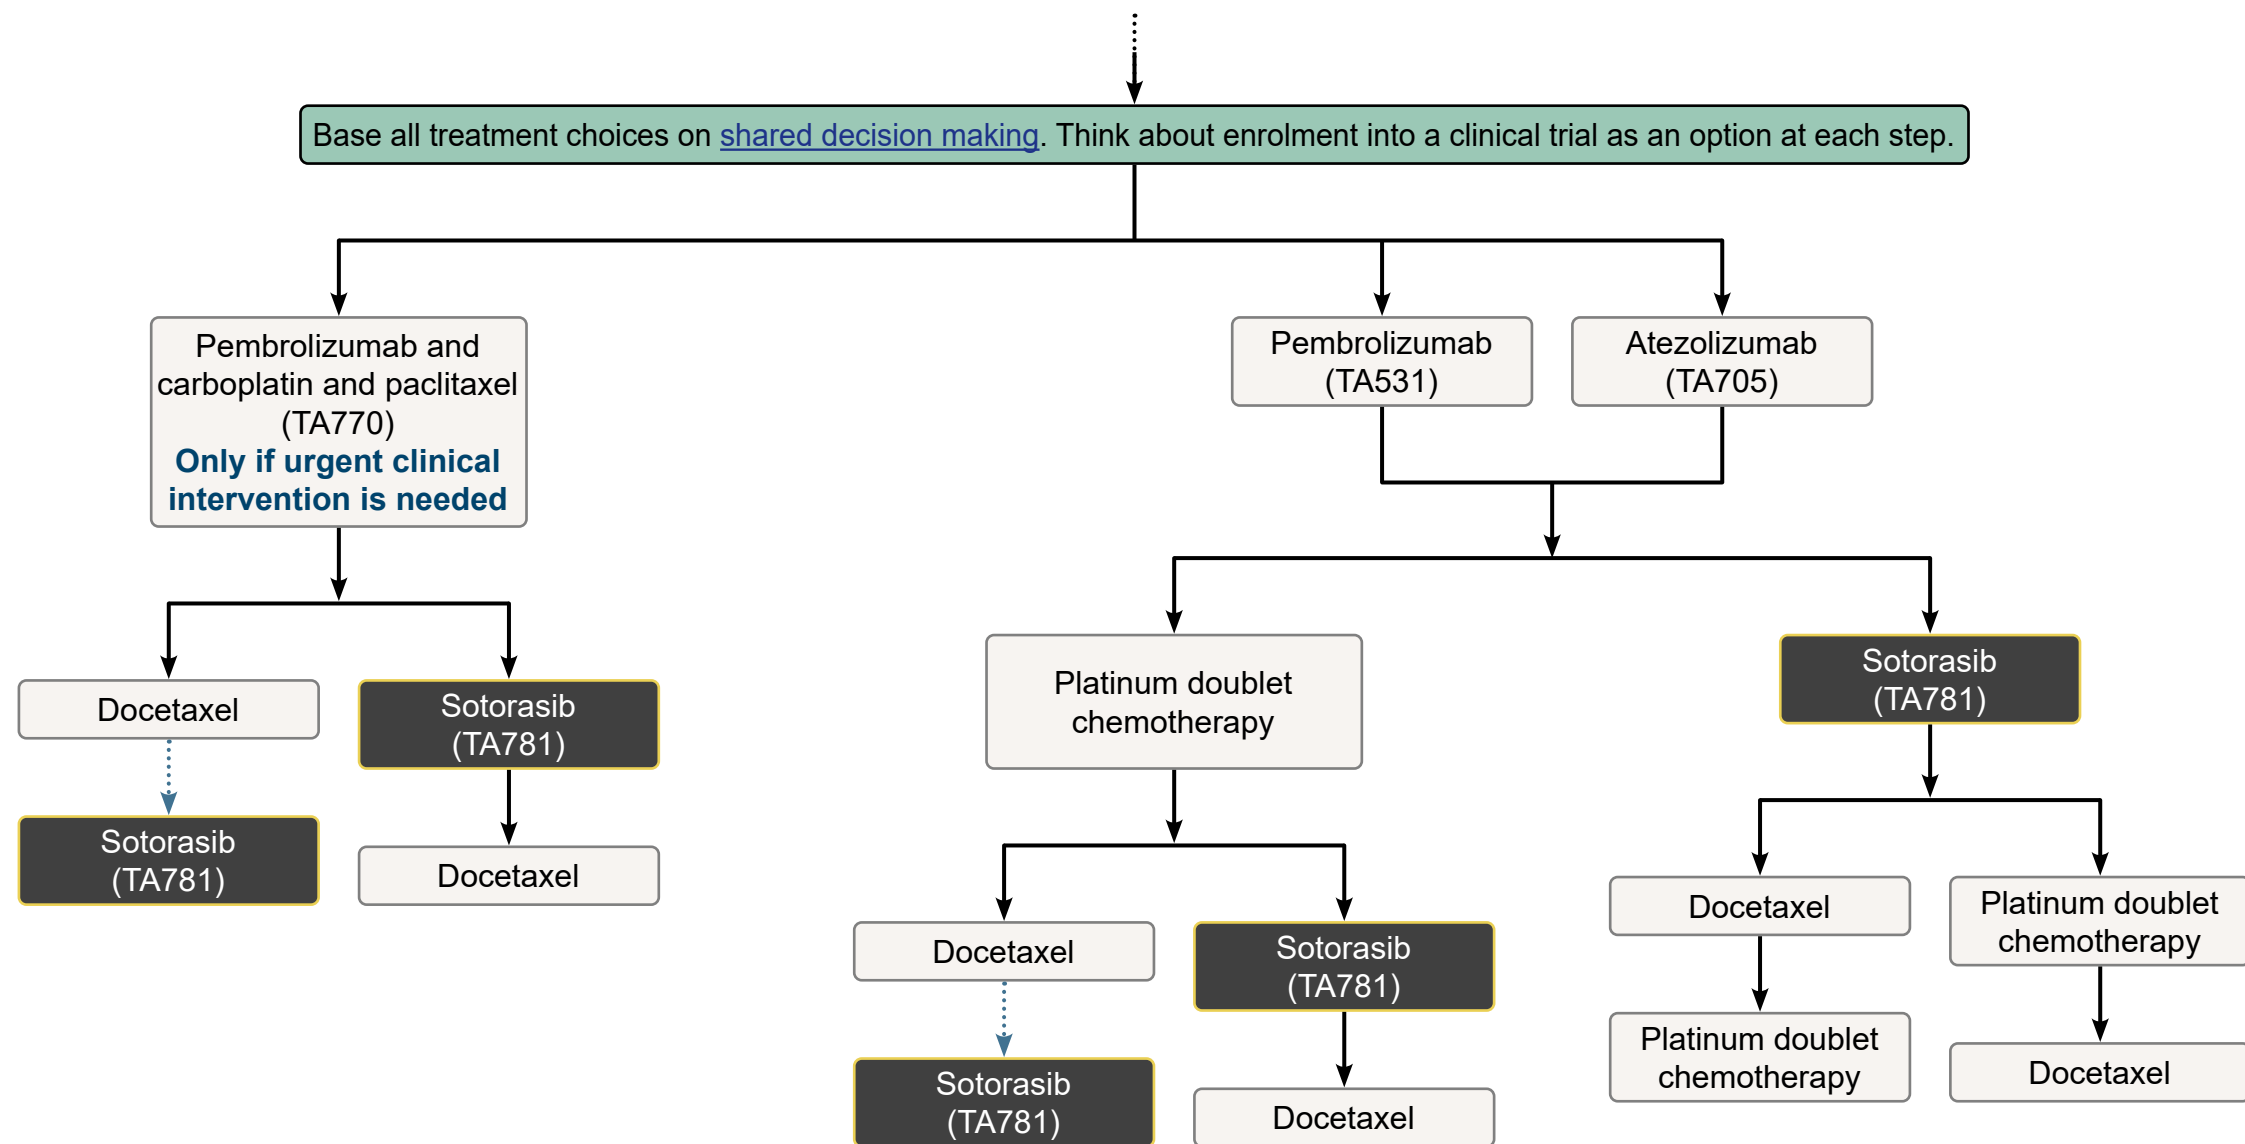 Base all treatment choices on shared decision making. Think about enrolment into a clinical trial as an option at each step.
Pembrolizumab and
carboplatin and paclitaxel
(TA770)
Only if urgent clinical
intervention is needed
Pembrolizumab
(TA531)
Atezolizumab
(TA705)
Docetaxel
Sotorasib
(TA781)
Sotorasib
(TA781)
Docetaxel
Platinum doublet
chemotherapy
Sotorasib
(TA781)
Docetaxel
Sotorasib
(TA781)
Sotorasib
(TA781)
Docetaxel
Docetaxel
Platinum doublet
chemotherapy
Platinum doublet
chemotherapy
Docetaxel